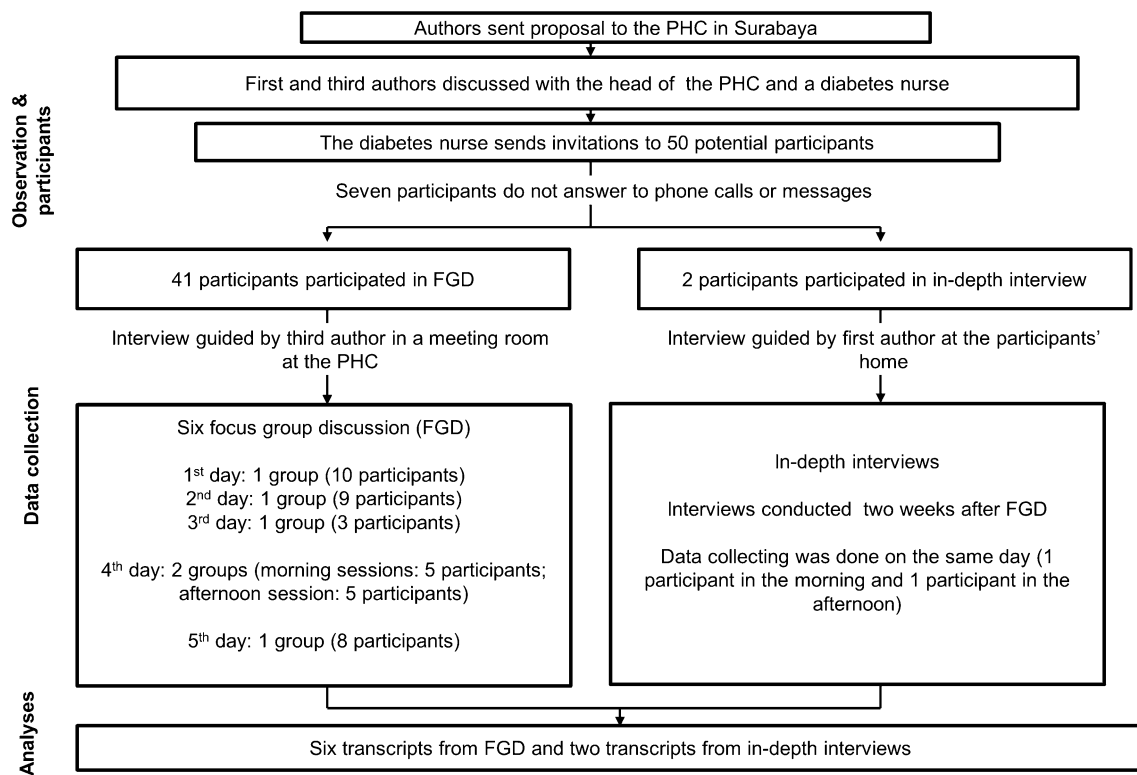 Authors sent proposal to the PHC in Surabaya
First and third authors discussed with the head of the PHC and a diabetes nurse
The diabetes nurse sends invitations to 50 potential participants
Observation &
participants
Seven participants do not answer to phone calls or messages
41 participants participated in FGD
2 participants participated in in-depth interview
Interview guided by third author in a meeting room
at the PHC
Interview guided by first author at the participants'
home
Data collection
Six focus group discussion (FGD)
1st day: 1 group (10 participants)
2nd day: 1 group (9 participants)
3rd day: 1 group (3 participants)
4th day: 2 groups (morning sessions: 5 participants;
afternoon session: 5 participants)
5th day: 1 group (8 participants)
In-depth interviews
Interviews conducted two weeks after FGD
Data collecting was done on the same day (1
participant in the morning and 1 participant in the
afternoon)
Analyses
Six transcripts from FGD and two transcripts from in-depth interviews